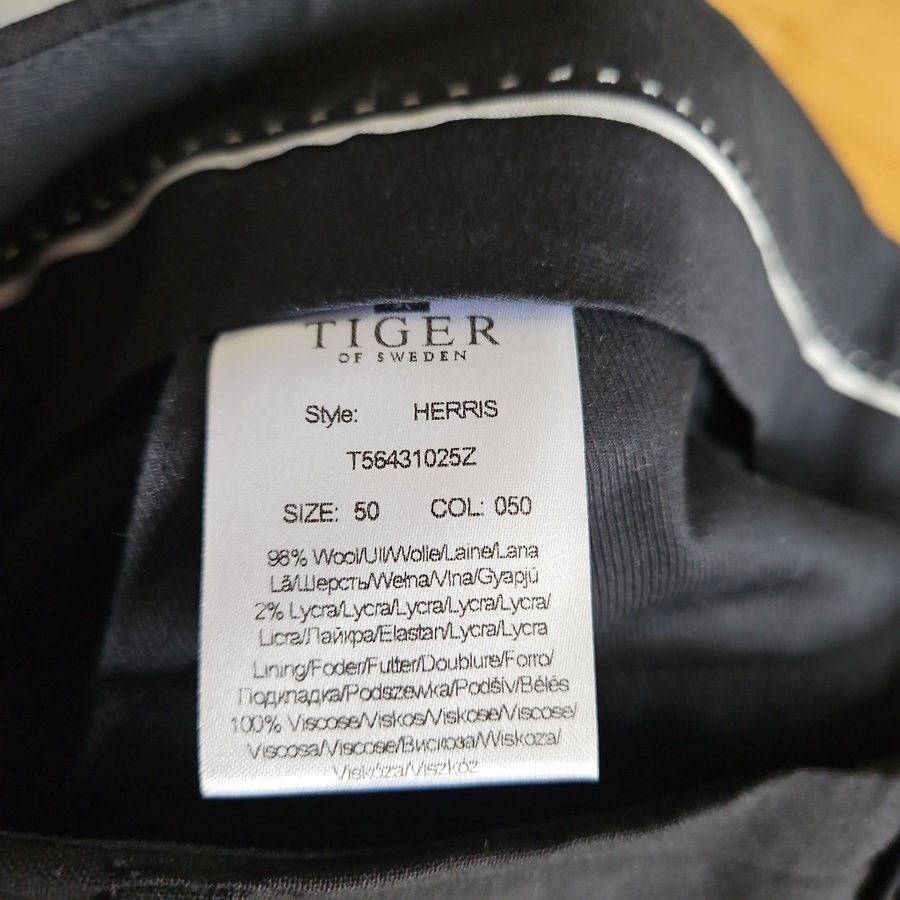 TIGER
OF SWEDEN
Style: HERRIS
T56431025Z
SIZE: 50 COL: 050
98% Wool/Ull/Wolle/Laine/Lana
Lã/Шерсть/Wełna/Vlna/Gyapjú
2% Lycra/Lycra/Lycra/Lycra/Lycra/
Licra/Лайкра/Elastan/Lycra/Lycra
Lining/Foder/Futter/Doublure/Forro/
Подкладка/Podszewka/Podšív/Bélés
100% Viscose/Viskos/Viskose/Viscose/
Viscosa/Viscose/Вискоза/Wiskoza/
Viskóza/Viszkóz